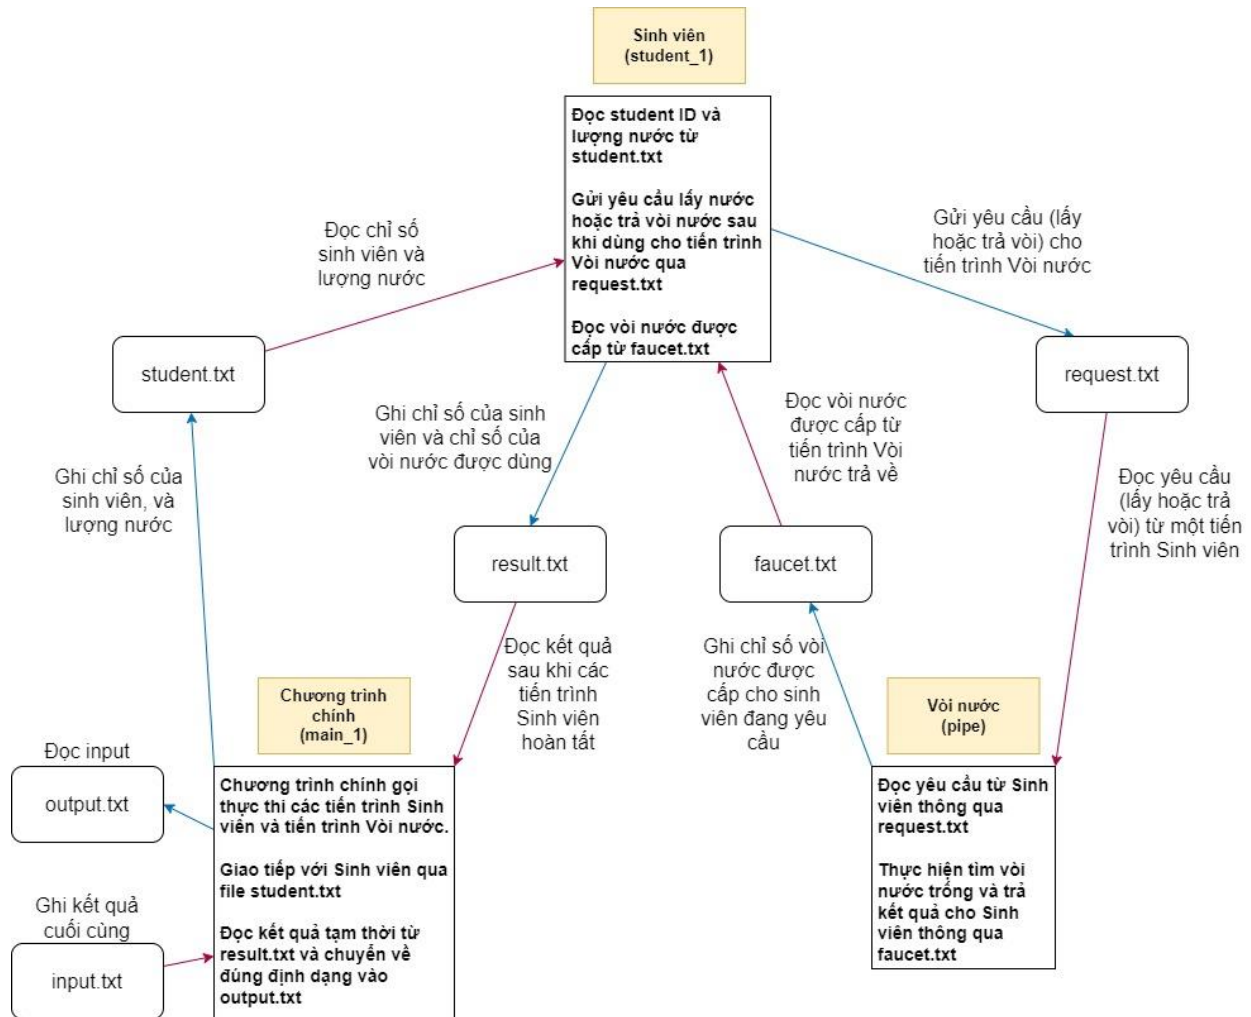 Sinh viên
(student_1)
Đọc student ID và
lượng nước từ
student.txt
Gửi yêu cầu lấy nước
hoặc trả vòi nước sau
khi dùng cho tiến trình
Vòi nước qua
request.txt
Đọc vòi nước được
cấp từ faucet.txt
Đọc chỉ số
sinh viên và
lượng nước
Gửi yêu cầu (lấy
hoặc trả vòi) cho
tiến trình Vòi nước
student.txt
request.txt
Ghi chỉ số của sinh
viên và chỉ số của
vòi nước được dùng
Đọc vòi nước
được cấp từ
tiến trình Vòi
nước trả về
Ghi chỉ số của
sinh viên, và
lượng nước
Đọc yêu cầu
(lấy hoặc trả
vòi) từ một tiến
trình Sinh viên
result.txt
faucet.txt
Đọc kết quả
sau khi các
tiến trình
Sinh viên
hoàn tất
Ghi chỉ số vòi
nước được
cấp cho sinh
viên đang yêu
cầu
Chương trình
chính
(main_1)
Vòi nước
(pipe)
Đọc input
output.txt
Ghi kết quả
cuối cùng
input.txt
Chương trình chính gọi
thực thi các tiến trình Sinh
viên và tiến trình Vòi nước.
Giao tiếp với Sinh viên qua
file student.txt
Đọc kết quả tạm thời từ
result.txt và chuyển về
đúng định dạng vào
output.txt
Đọc yêu cầu từ Sinh
viên thông qua
request.txt
Thực hiện tìm vòi
nước trống và trả
kết quả cho Sinh
viên thông qua
faucet.txt